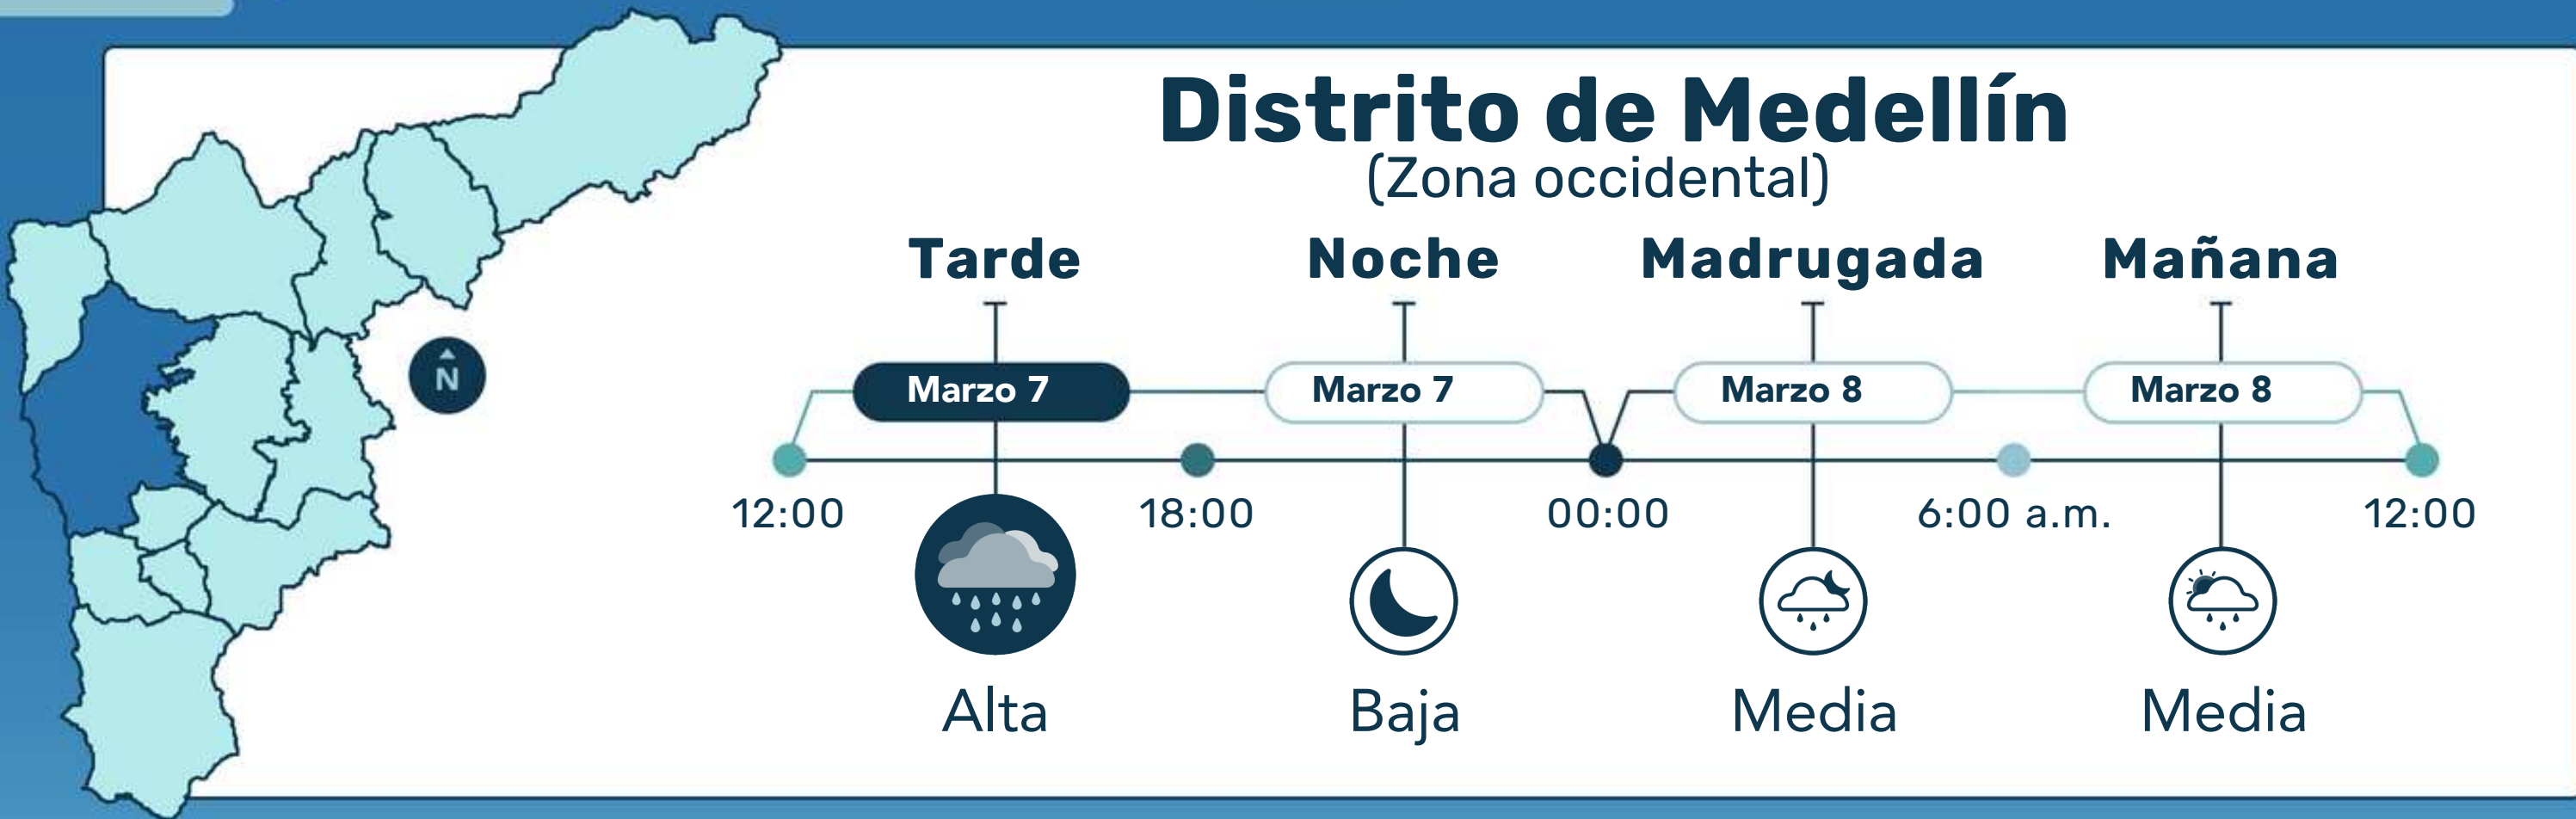 Distrito de Medellín
(Zona occidental)
Tarde Noche Madrugada Mañana
Marzo 7 Marzo 7 Marzo 8 Marzo 8
N
12:00 18:00 00:00 6:00 a.m. 12:00
Alta Baja Media Media